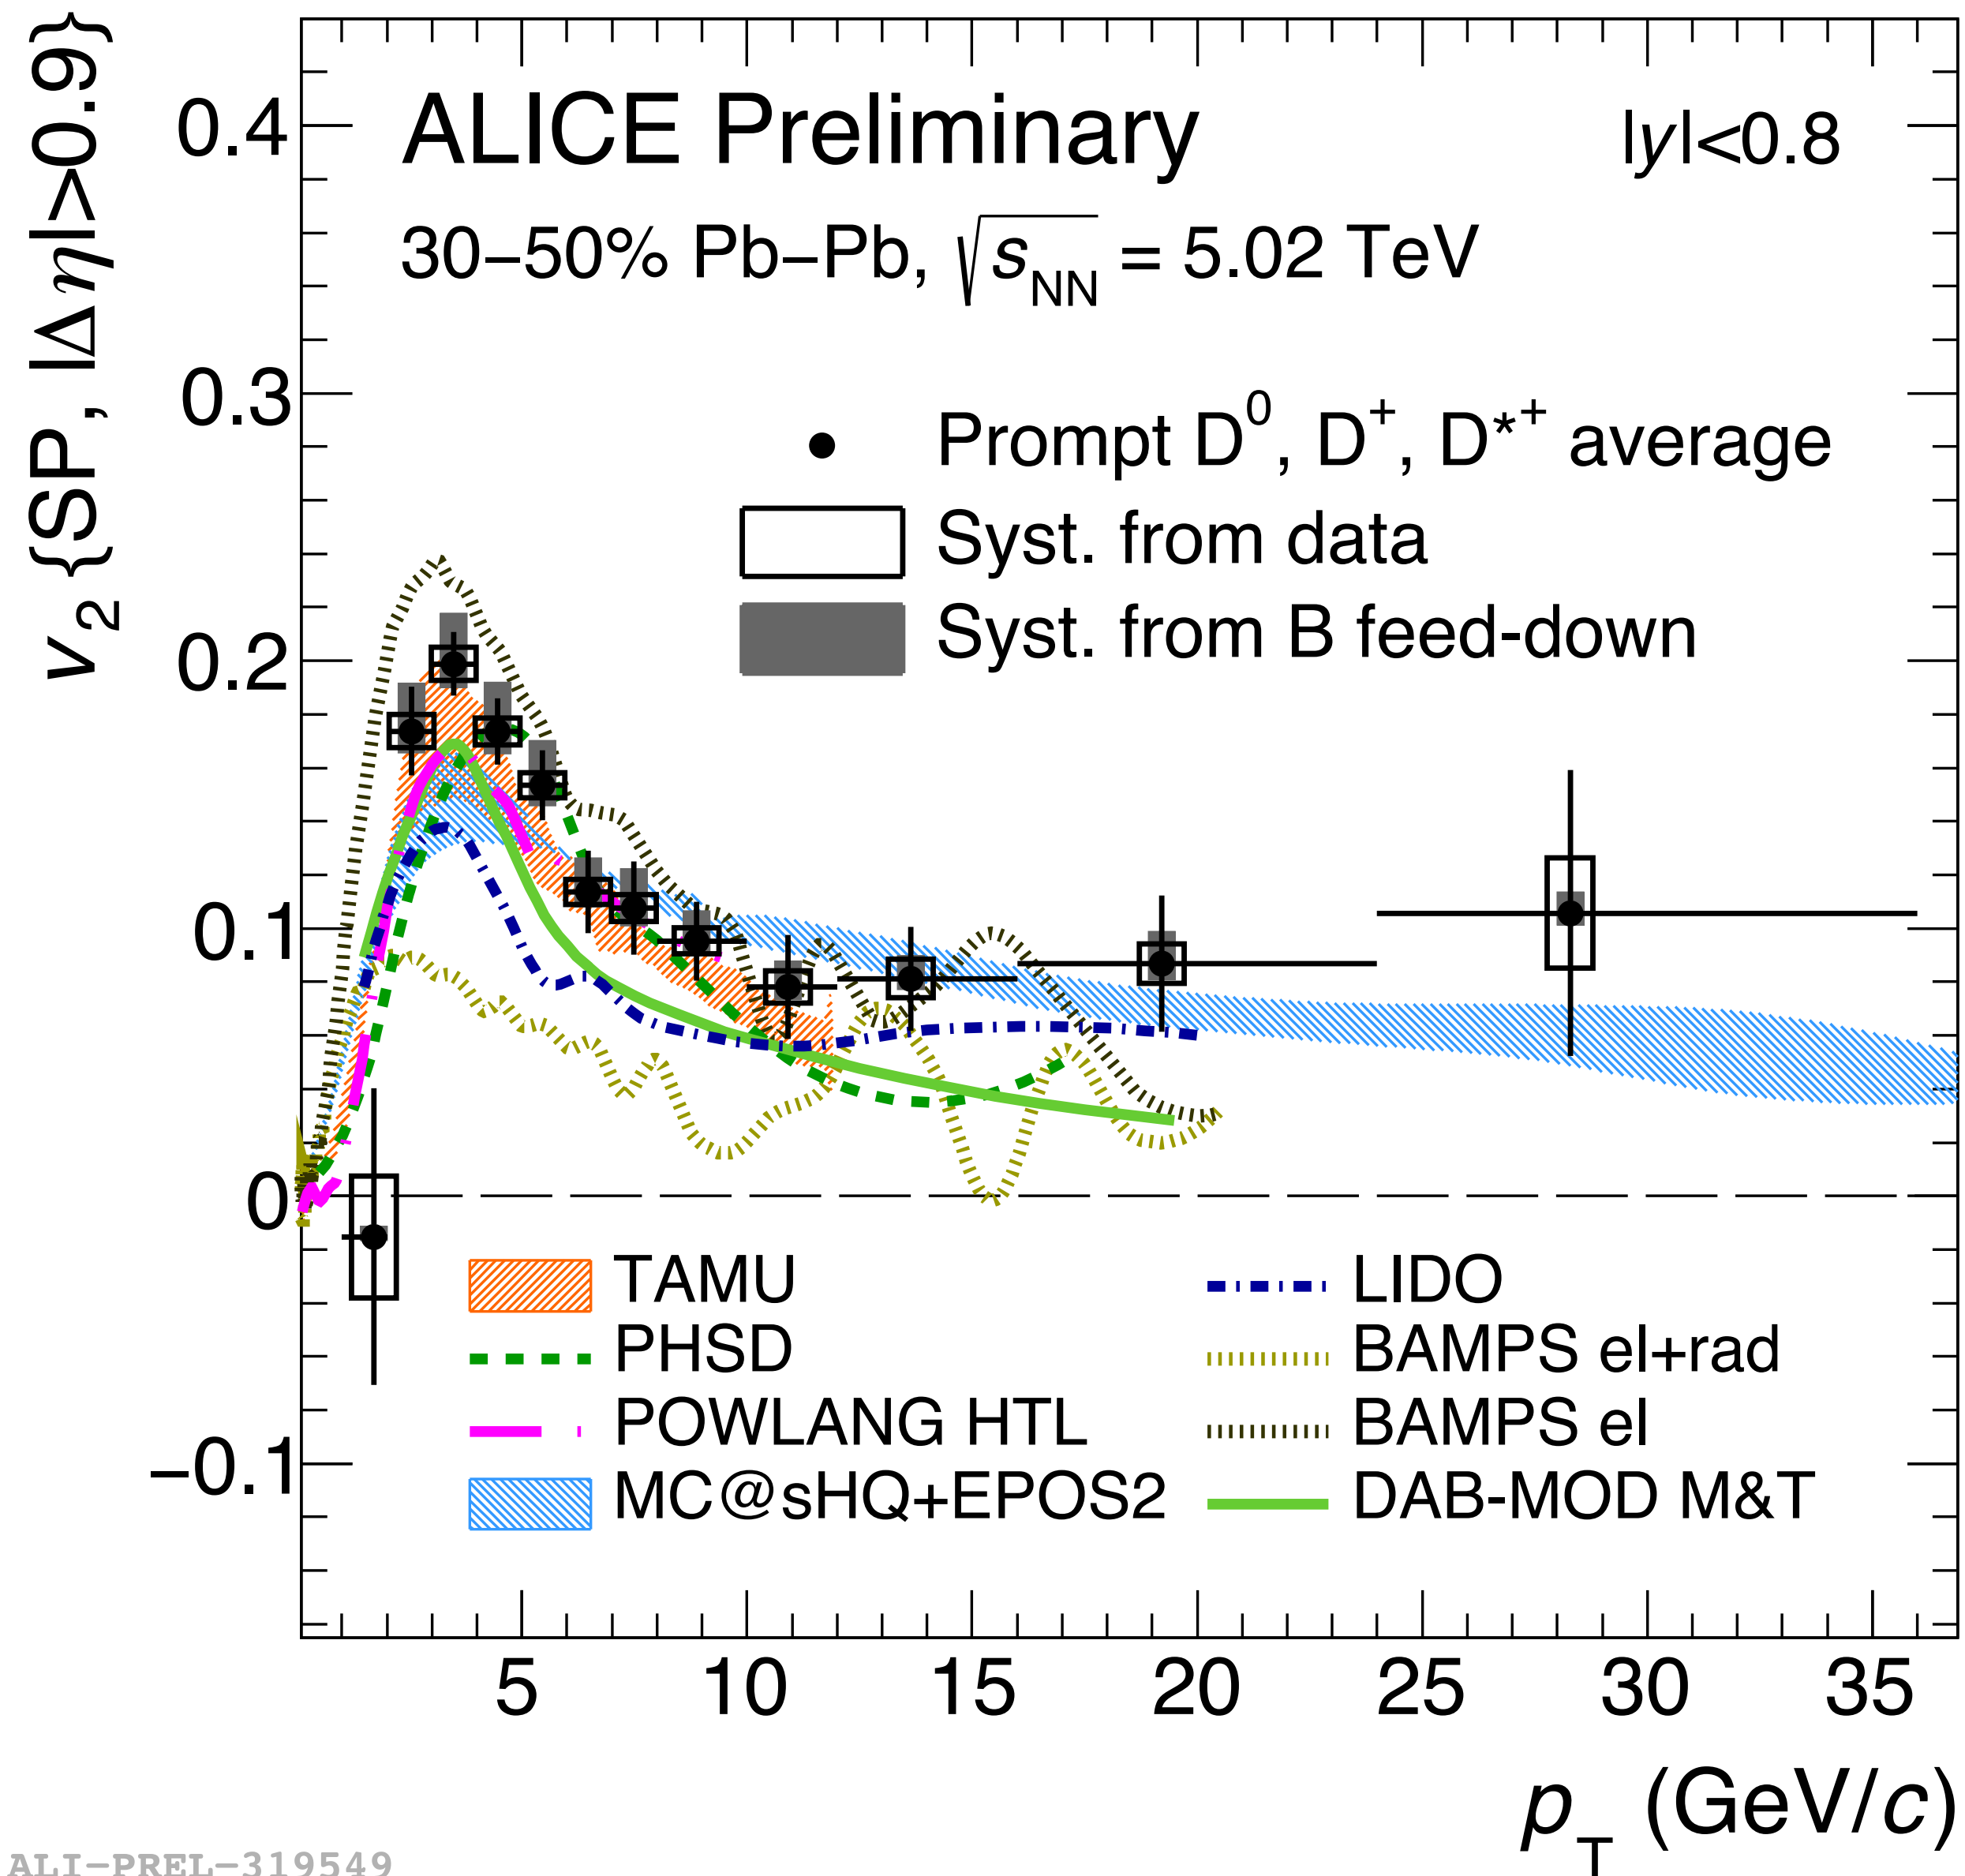 v2 {SP, |Δη|>0.9}
0.4
0.3
0.2
0.1
0
−0.1
ALICE Preliminary
|y|<0.8
30−50% Pb−Pb, √sNN = 5.02 TeV
Prompt D0, D+, D*+ average
Syst. from data
Syst. from B feed-down
TAMU
PHSD
POWLANG HTL
MC@sHQ+EPOS2
LIDO
BAMPS el+rad
BAMPS el
DAB-MOD M&T
5 10 15 20 25 30 35
pT (GeV/c)
ALI-PREL-319549